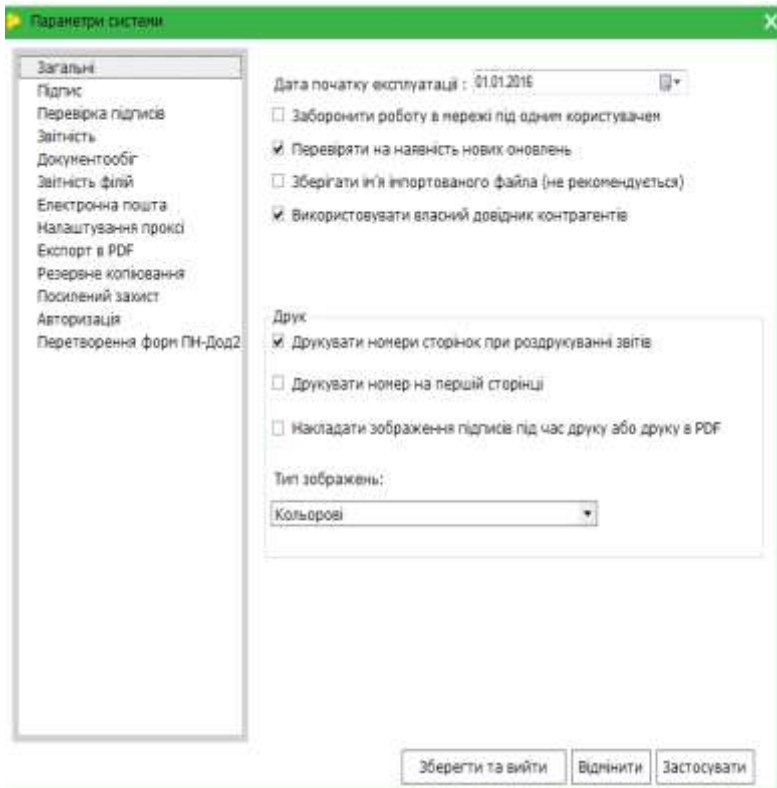 Параметри системи
Загальні
Підпис
Перевірка підписів
Звітність
Документообіг
Звітність філій
Електронна пошта
Налаштування проксі
Експорт в PDF
Резервне копіювання
Посилений захист
Авторизація
Перетворення форм ПН-Дод2
Дата початку експлуатації : 01.01.2016
Заборонити роботу в мережі під одним користувачем
Перевіряти на наявність нових оновлень
Зберігати ім'я імпортованого файла (не рекомендується)
Використовувати власний довідник контрагентів
Друк
Друкувати номери сторінок при роздрукуванні звітів
Друкувати номер на першій сторінці
Накладати зображення підписів під час друку або друку в PDF
Тип зображень:
Кольорові
Зберегти та вийти
Відмінити
Застосувати